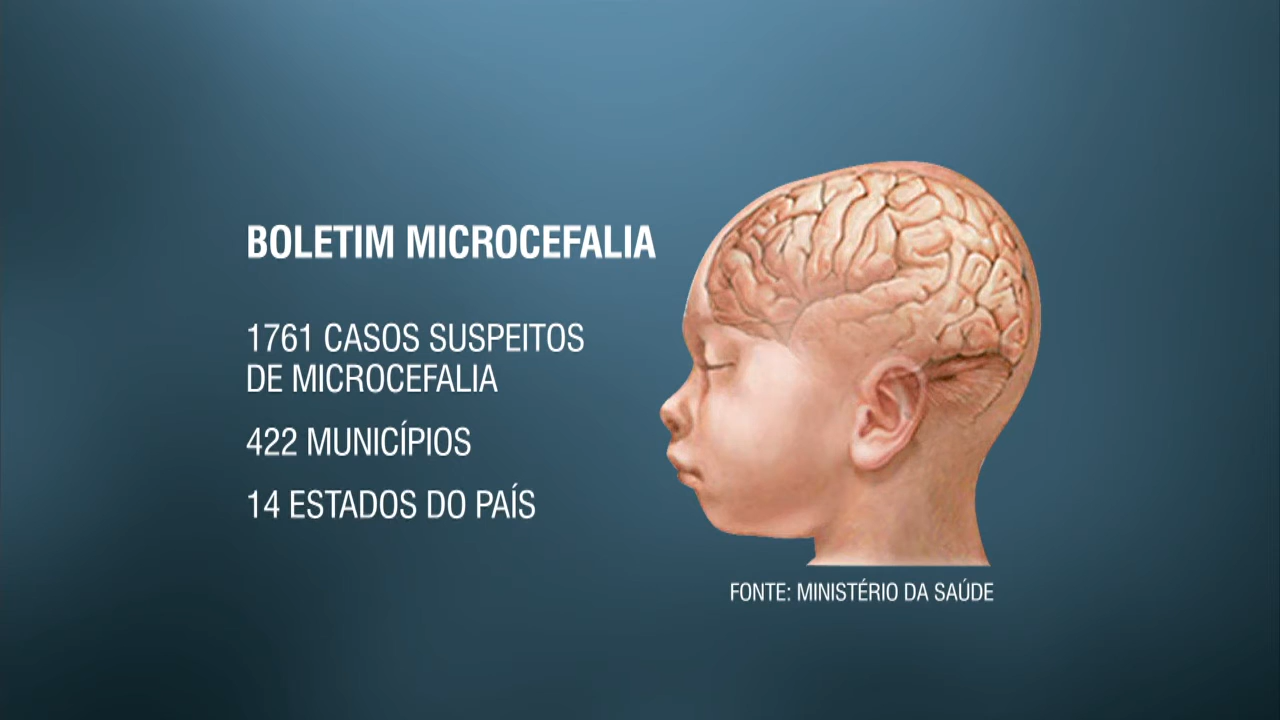 BOLETIM MICROCEFALIA
1761 CASOS SUSPEITOS
DE MICROCEFALIA
422 MUNICÍPIOS
14 ESTADOS DO PAÍS
FONTE: MINISTÉRIO DA SAÚDE